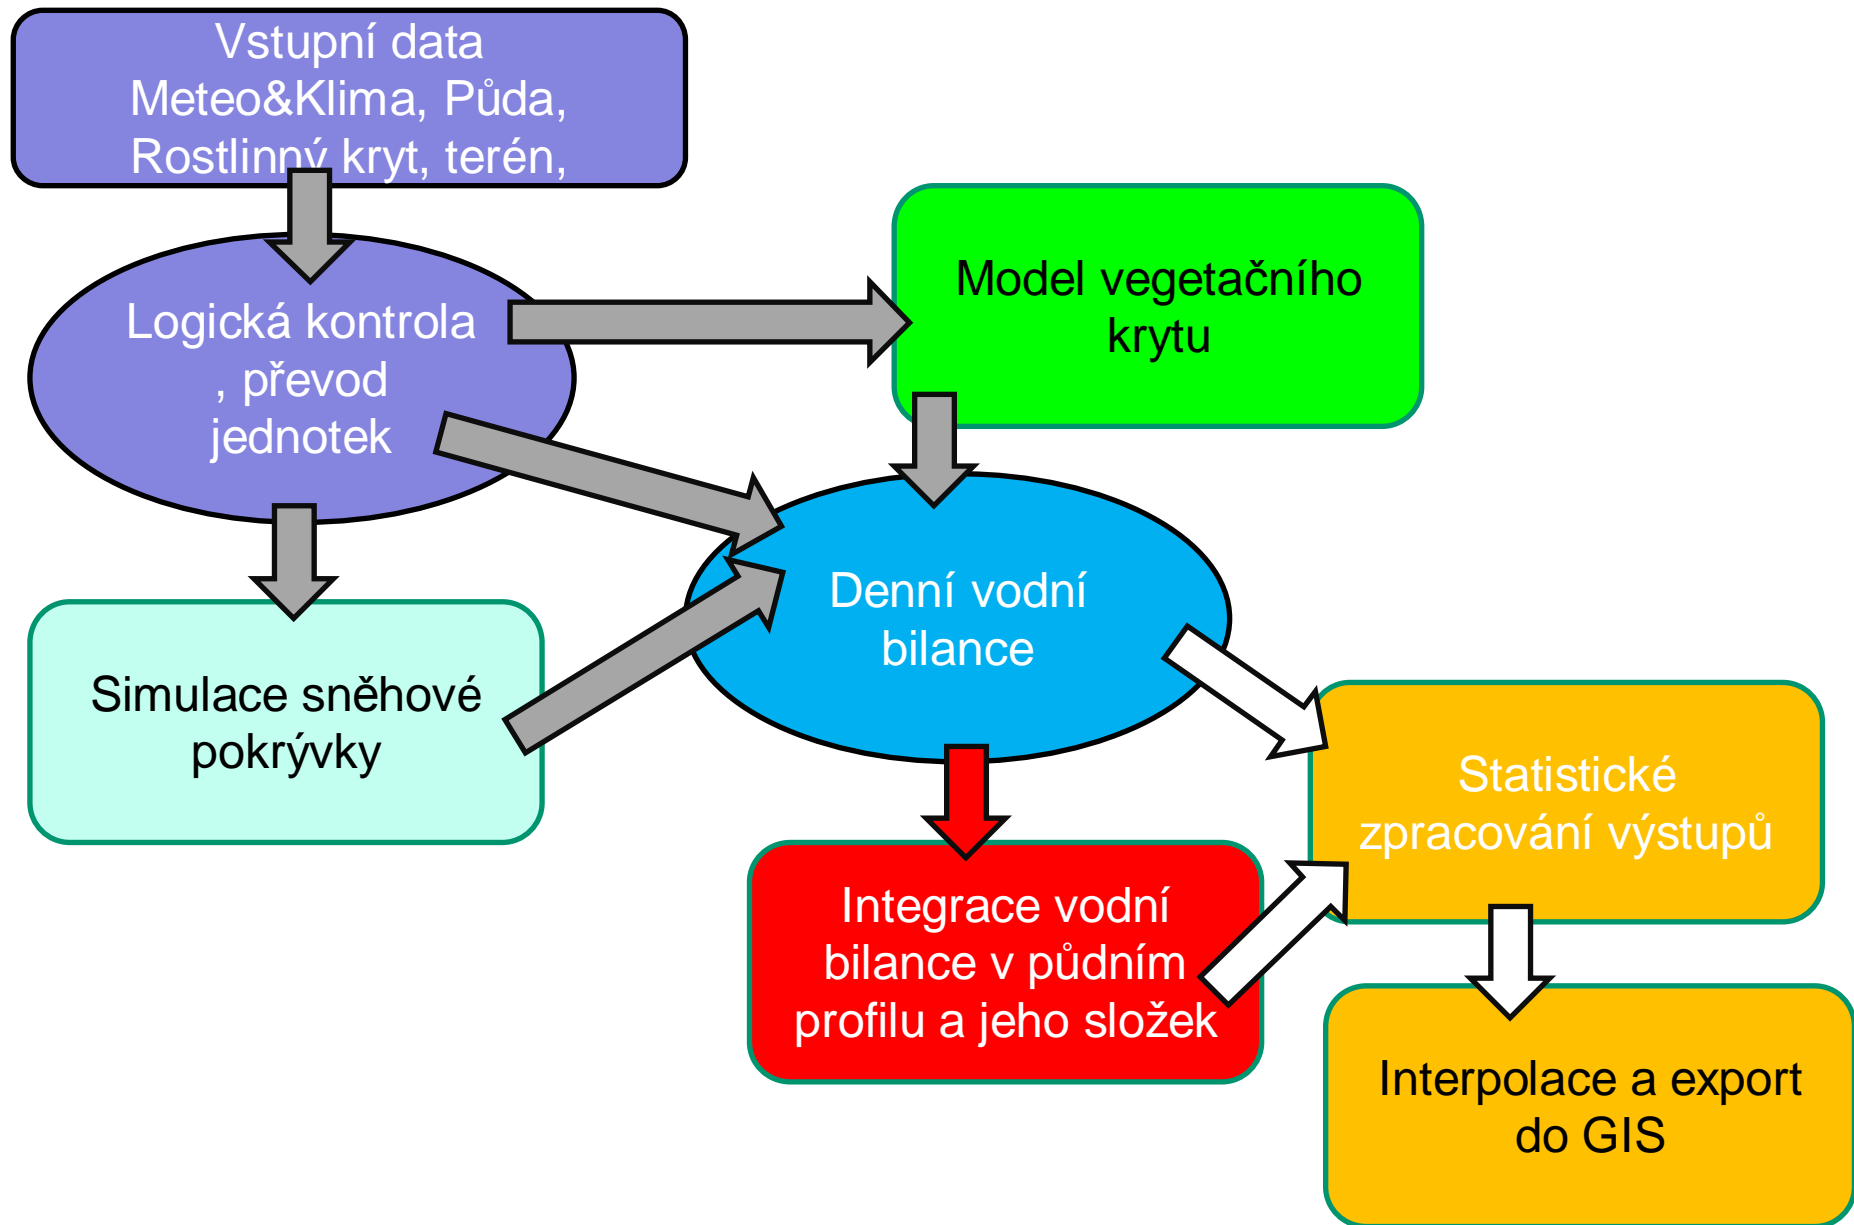 Vstupní data
Meteo&Klima, Půda,
Rostlinný kryt, terén,
Logická kontrola
, převod
jednotek
Model vegetačního
krytu
Denní vodní
bilance
Simulace sněhové
pokrývky
Statistické
zpracování výstupů
Integrace vodní
bilance v půdním
profilu a jeho složek
Interpolace a export
do GIS